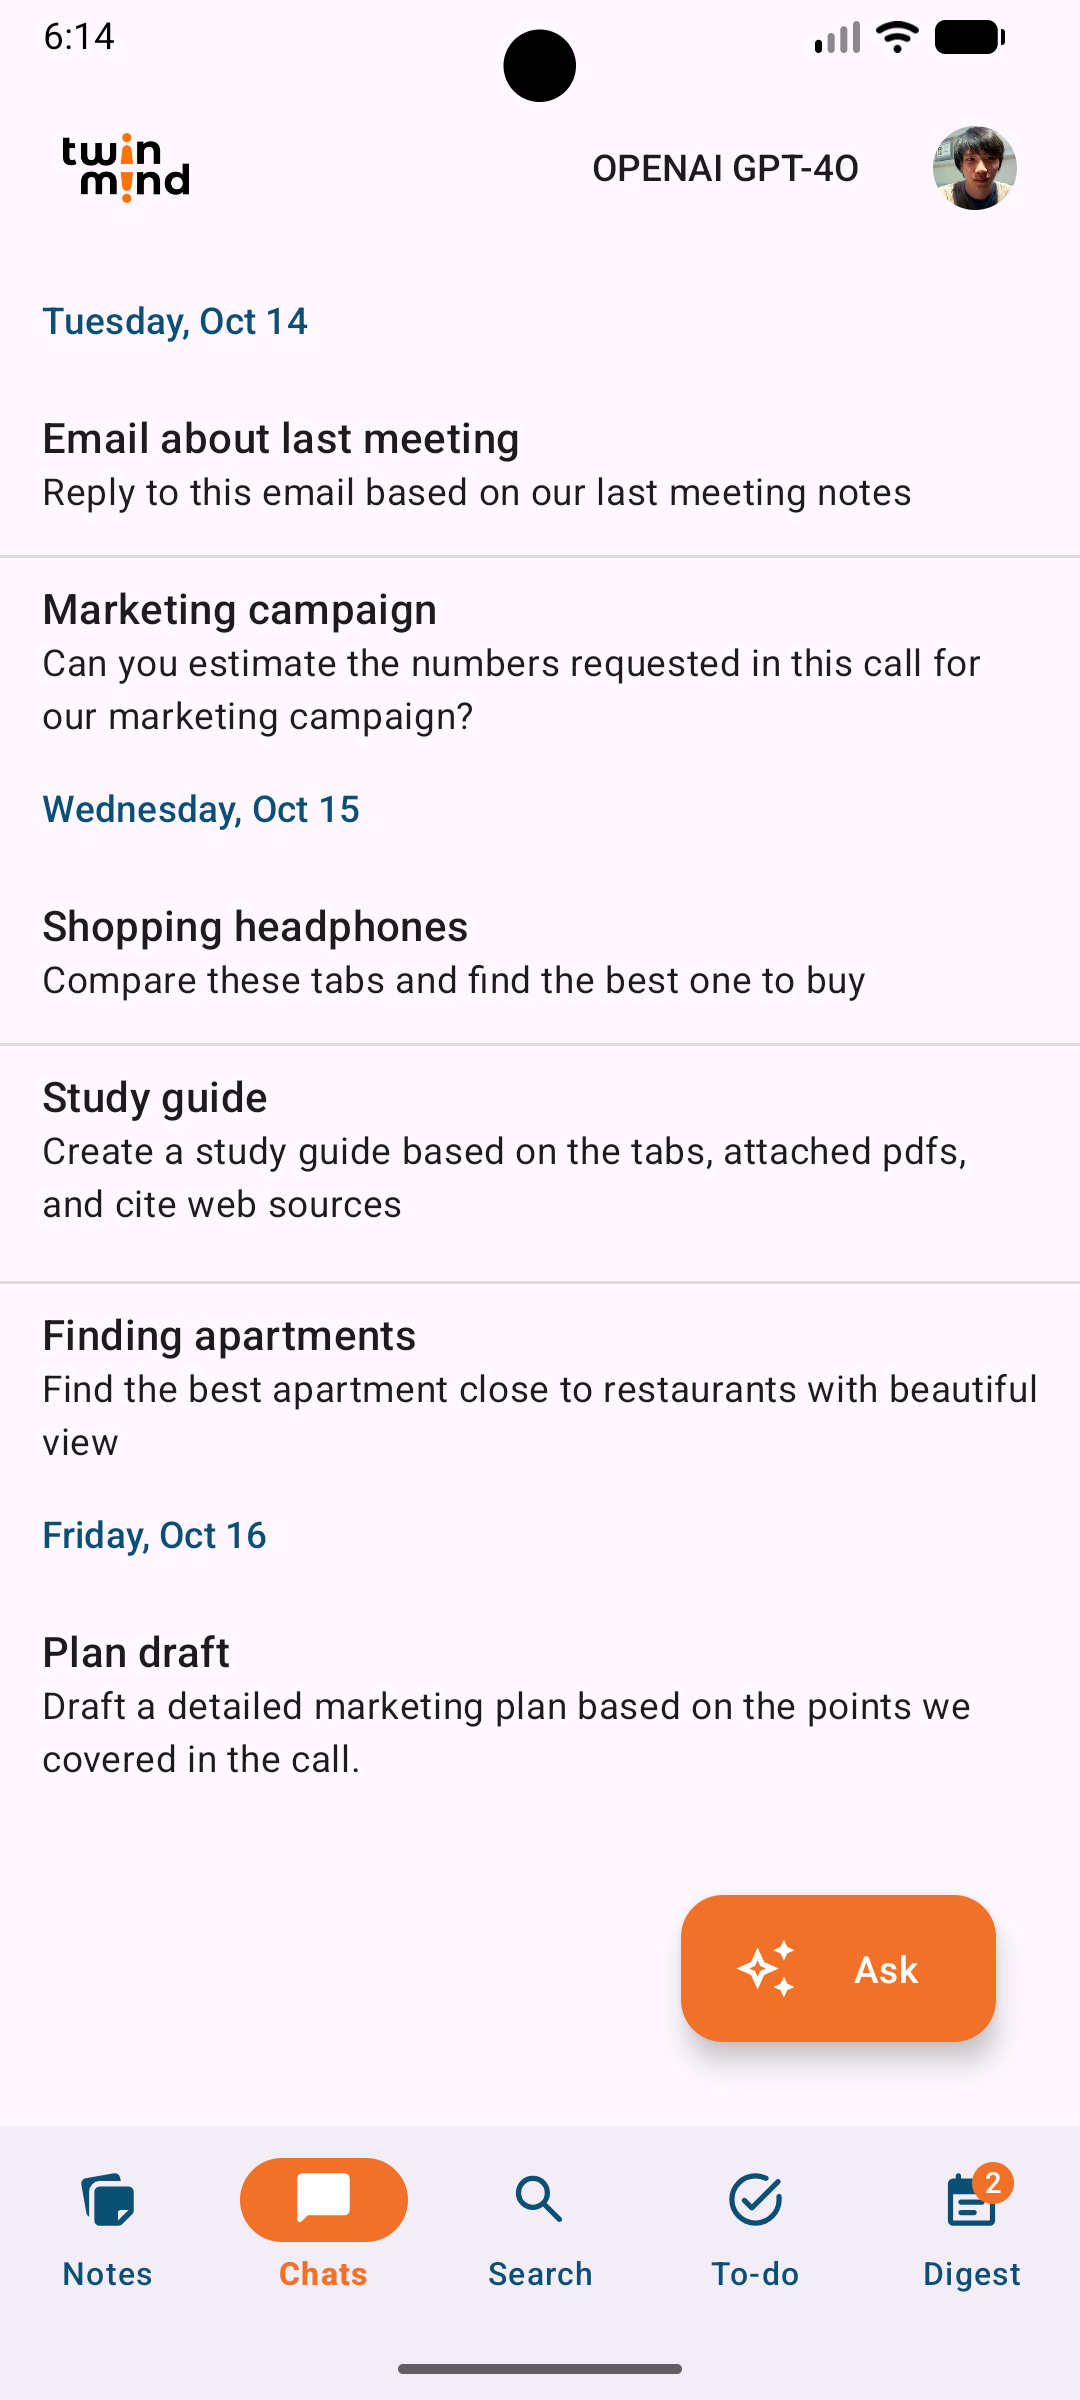 6:14
twin
mind
OPENAI GPT-4O
Tuesday, Oct 14
Email about last meeting
Reply to this email based on our last meeting notes
Marketing campaign
Can you estimate the numbers requested in this call for
our marketing campaign?
Wednesday, Oct 15
Shopping headphones
Compare these tabs and find the best one to buy
Study guide
Create a study guide based on the tabs, attached pdfs,
and cite web sources
Finding apartments
Find the best apartment close to restaurants with beautiful
view
Friday, Oct 16
Plan draft
Draft a detailed marketing plan based on the points we
covered in the call.
Ask
2
Notes
Chats
Search
To-do
Digest